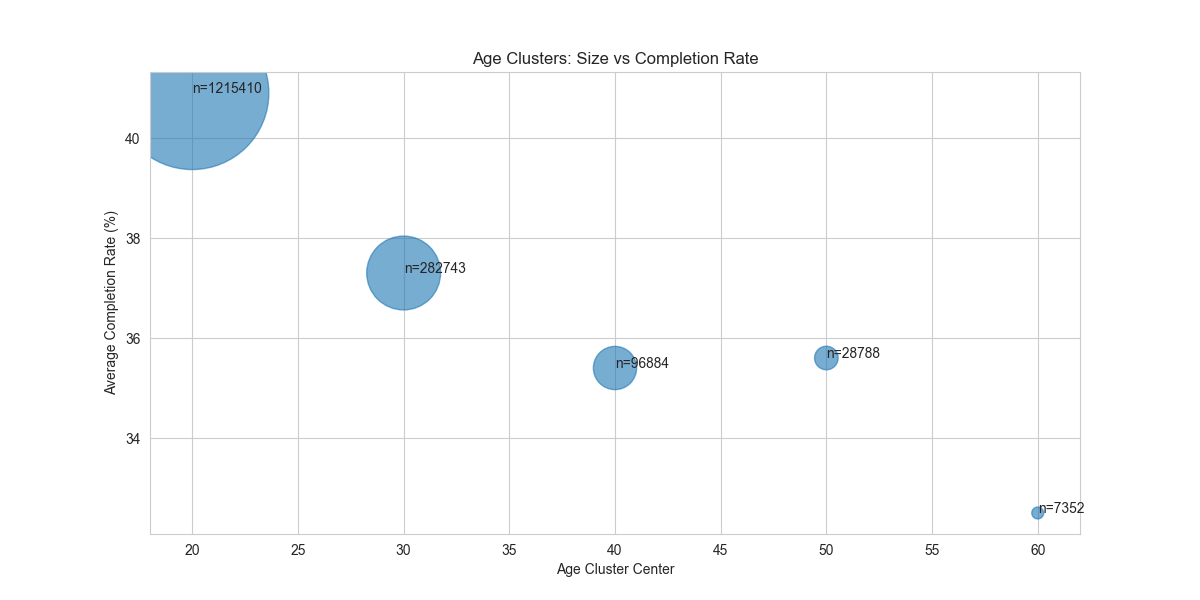 Age Clusters: Size vs Completion Rate
n=1215410
40
38
n=282743
36
n=96884
n=28788
34
n=7352
Average Completion Rate (%)
20 25 30 35 40 45 50 55 60
Age Cluster Center